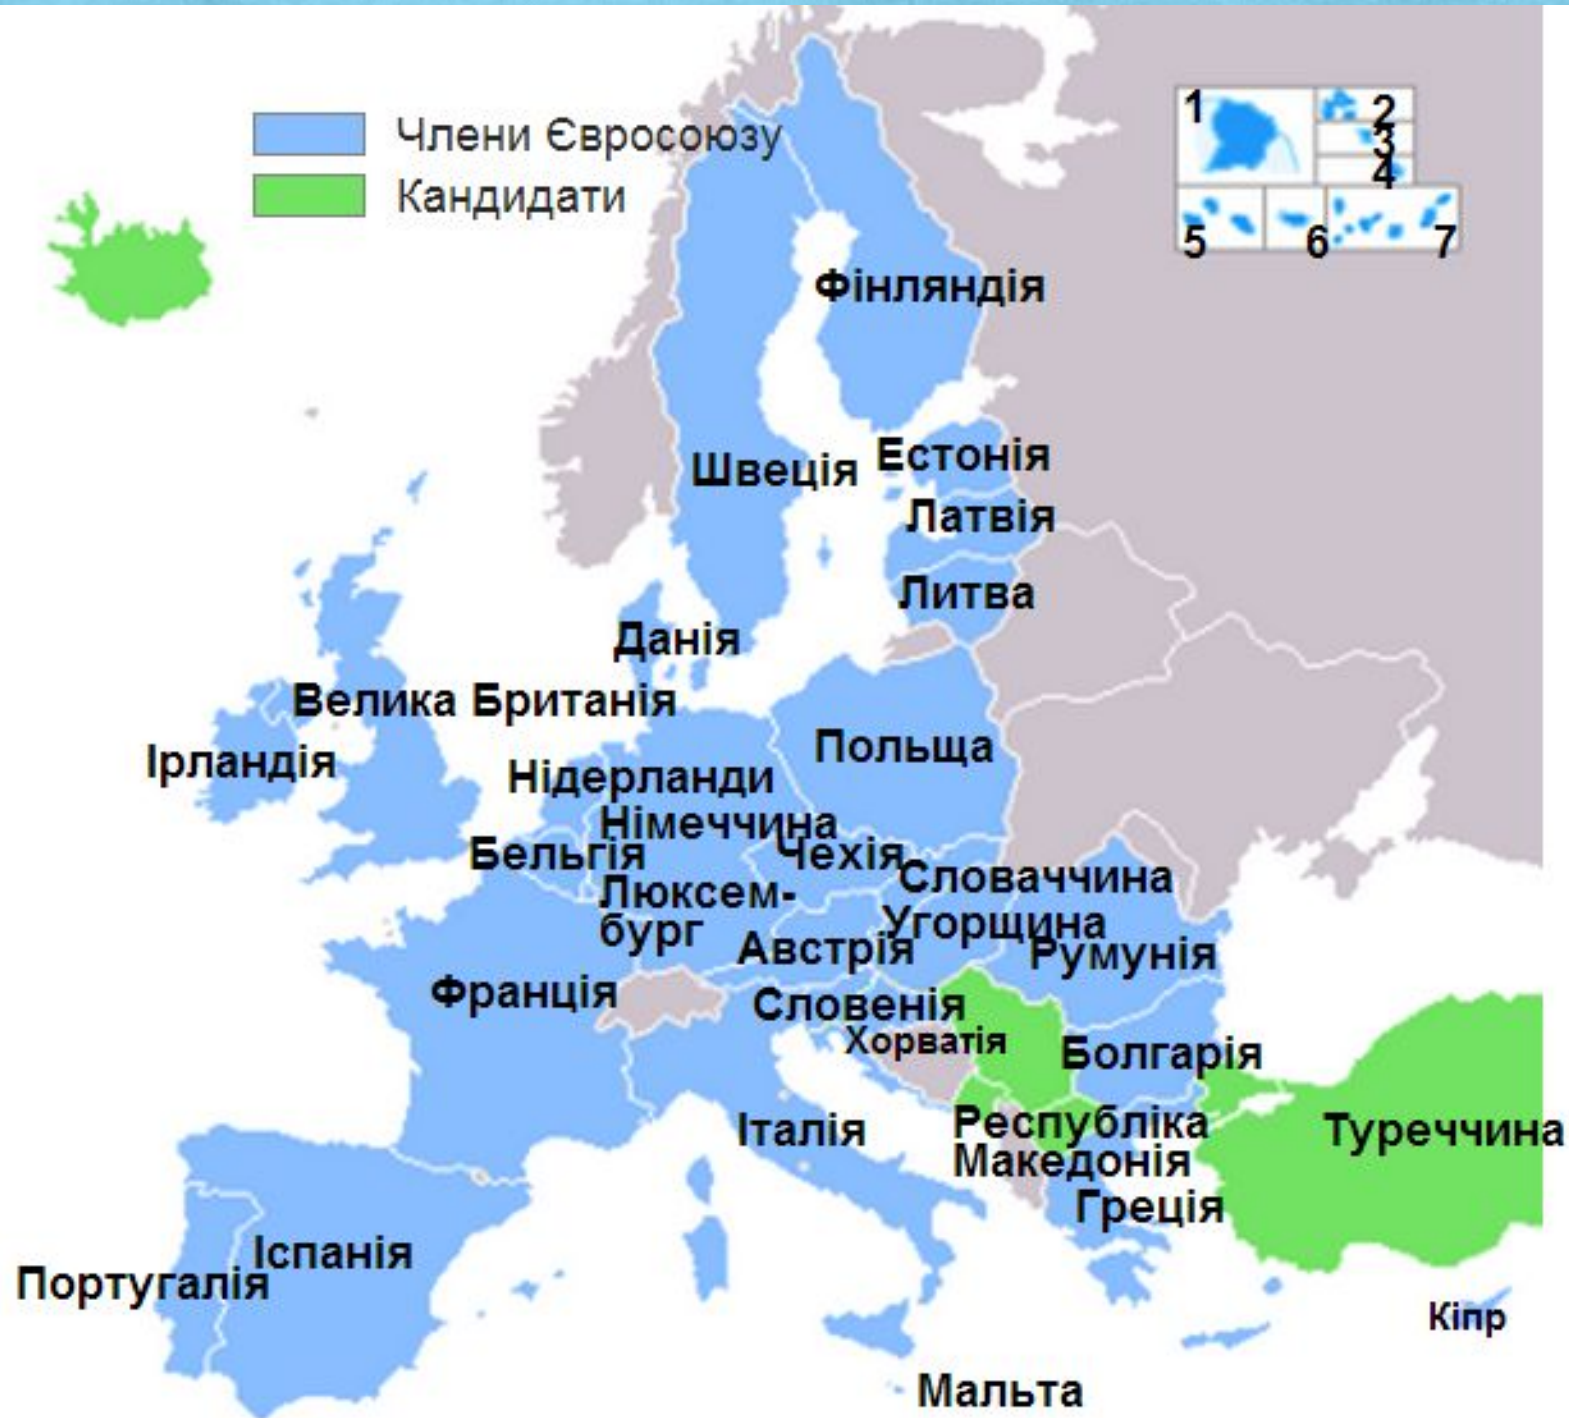 Члени Євросоюзу
Кандидати
1
2
3
4
5
6
7
Фінляндія
Швеція
Естонія
Латвія
Литва
Данія
Велика Британія
Ірландія
Польща
Нідерланди
Німеччина
Бельгія
Чехія
Словаччина
Люксем-
бург
Угорщина
Австрія
Румунія
Франція
Словенія
Хорватія
Болгарія
Італія
Республіка
Македонія
Туреччина
Греція
Іспанія
Португалія
Кіпр
Мальта